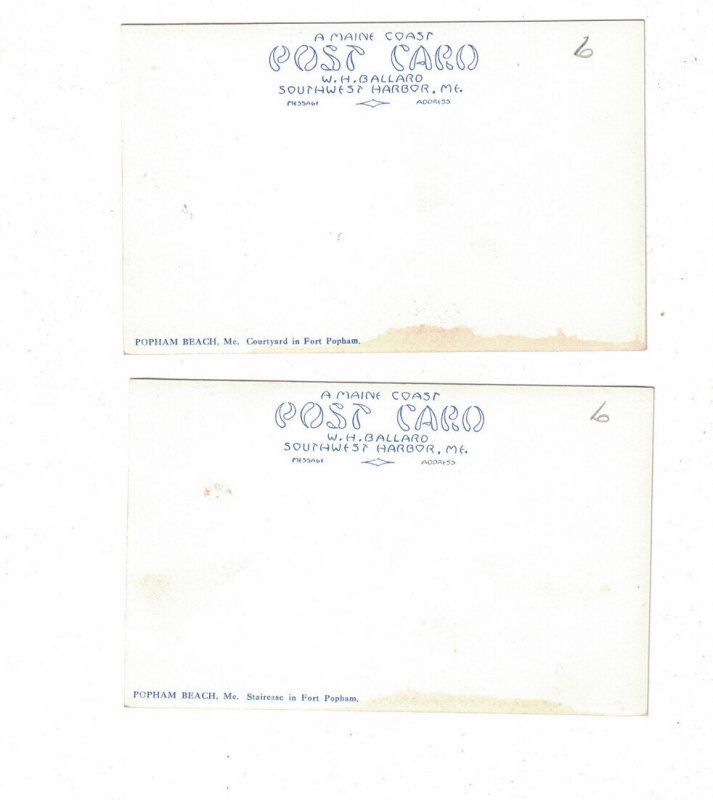 A MAINE COAST
POST CARD
W. H. BALLARD
SOUTHWEST HARBOR, ME.
MESSAGE ADDRESS
6
POPHAM BEACH, Me. Courtyard in Fort Popham.
A MAINE COAST
POST CARD
W. H. BALLARD
SOUTHWEST HARBOR, ME.
MESSAGE ADDRESS
6
POPHAM BEACH, Me. Staircase in Fort Popham.